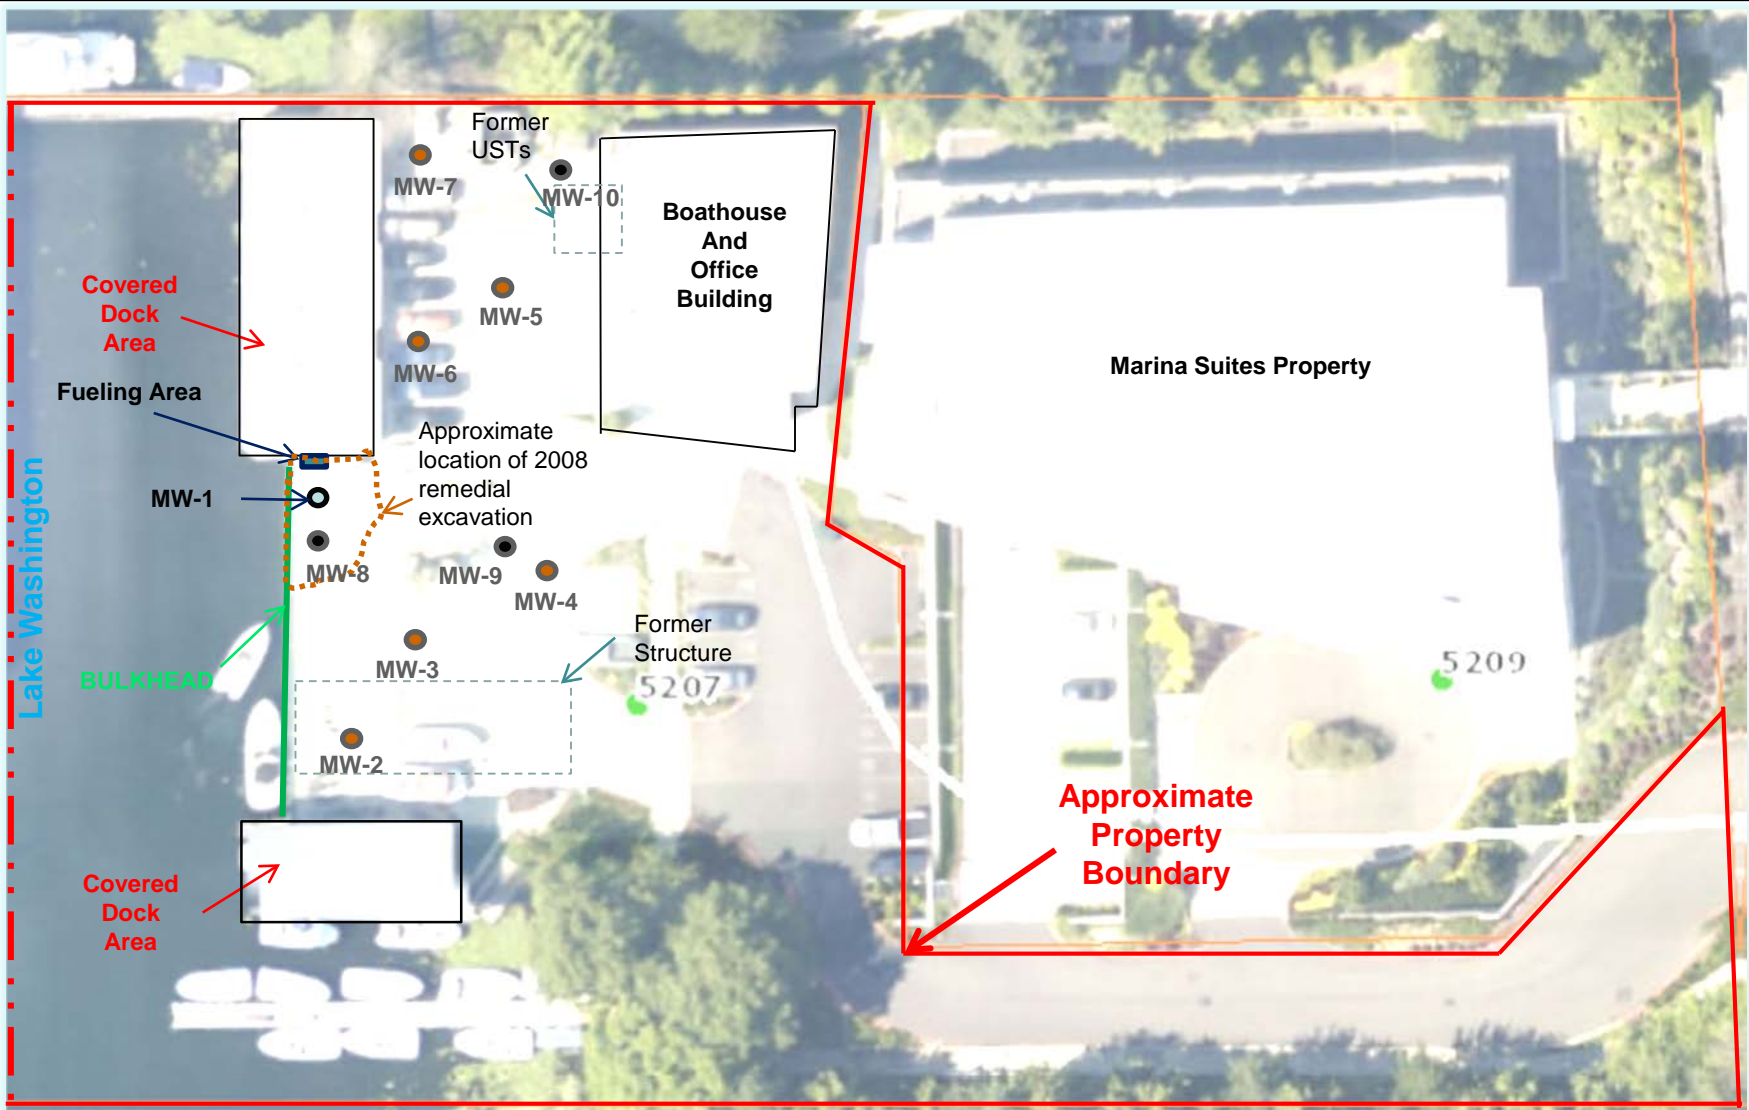 Former
USTs
MW-7
MW-10
Boathouse
And
Office
Building
Covered
Dock
Area
MW-5
MW-6
Marina Suites Property
Fueling Area
Approximate
location of 2008
remedial
excavation
MW-1
Lake Washington
MW-8
MW-9
MW-4
Former
Structure
MW-3
BULKHEAD
5207
5209
MW-2
Approximate
Property
Boundary
Covered
Dock
Area